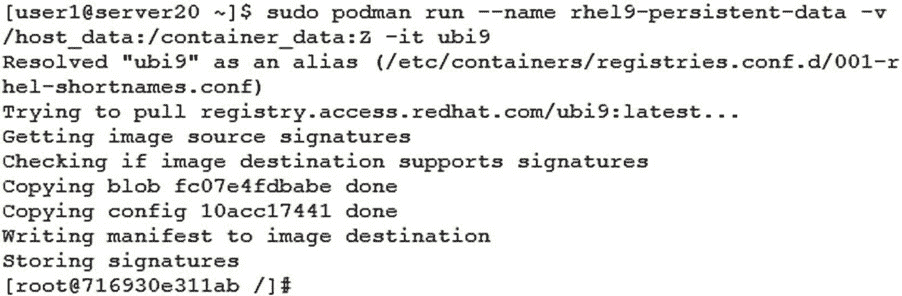 [user1@server20 ~]$ sudo podman run --name rhel9-persistent-data -v
/host_data:/container_data:Z -it ubi9
Resolved "ubi9" as an alias (/etc/containers/registries.conf.d/001-r
hel-shortnames.conf)
Trying to pull registry.access.redhat.com/ubi9:latest...
Getting image source signatures
Checking if image destination supports signatures
Copying blob fc07e4fdbabe done
Copying config 10acc17441 done
Writing manifest to image destination
Storing signatures
[root@716930e311ab /]#